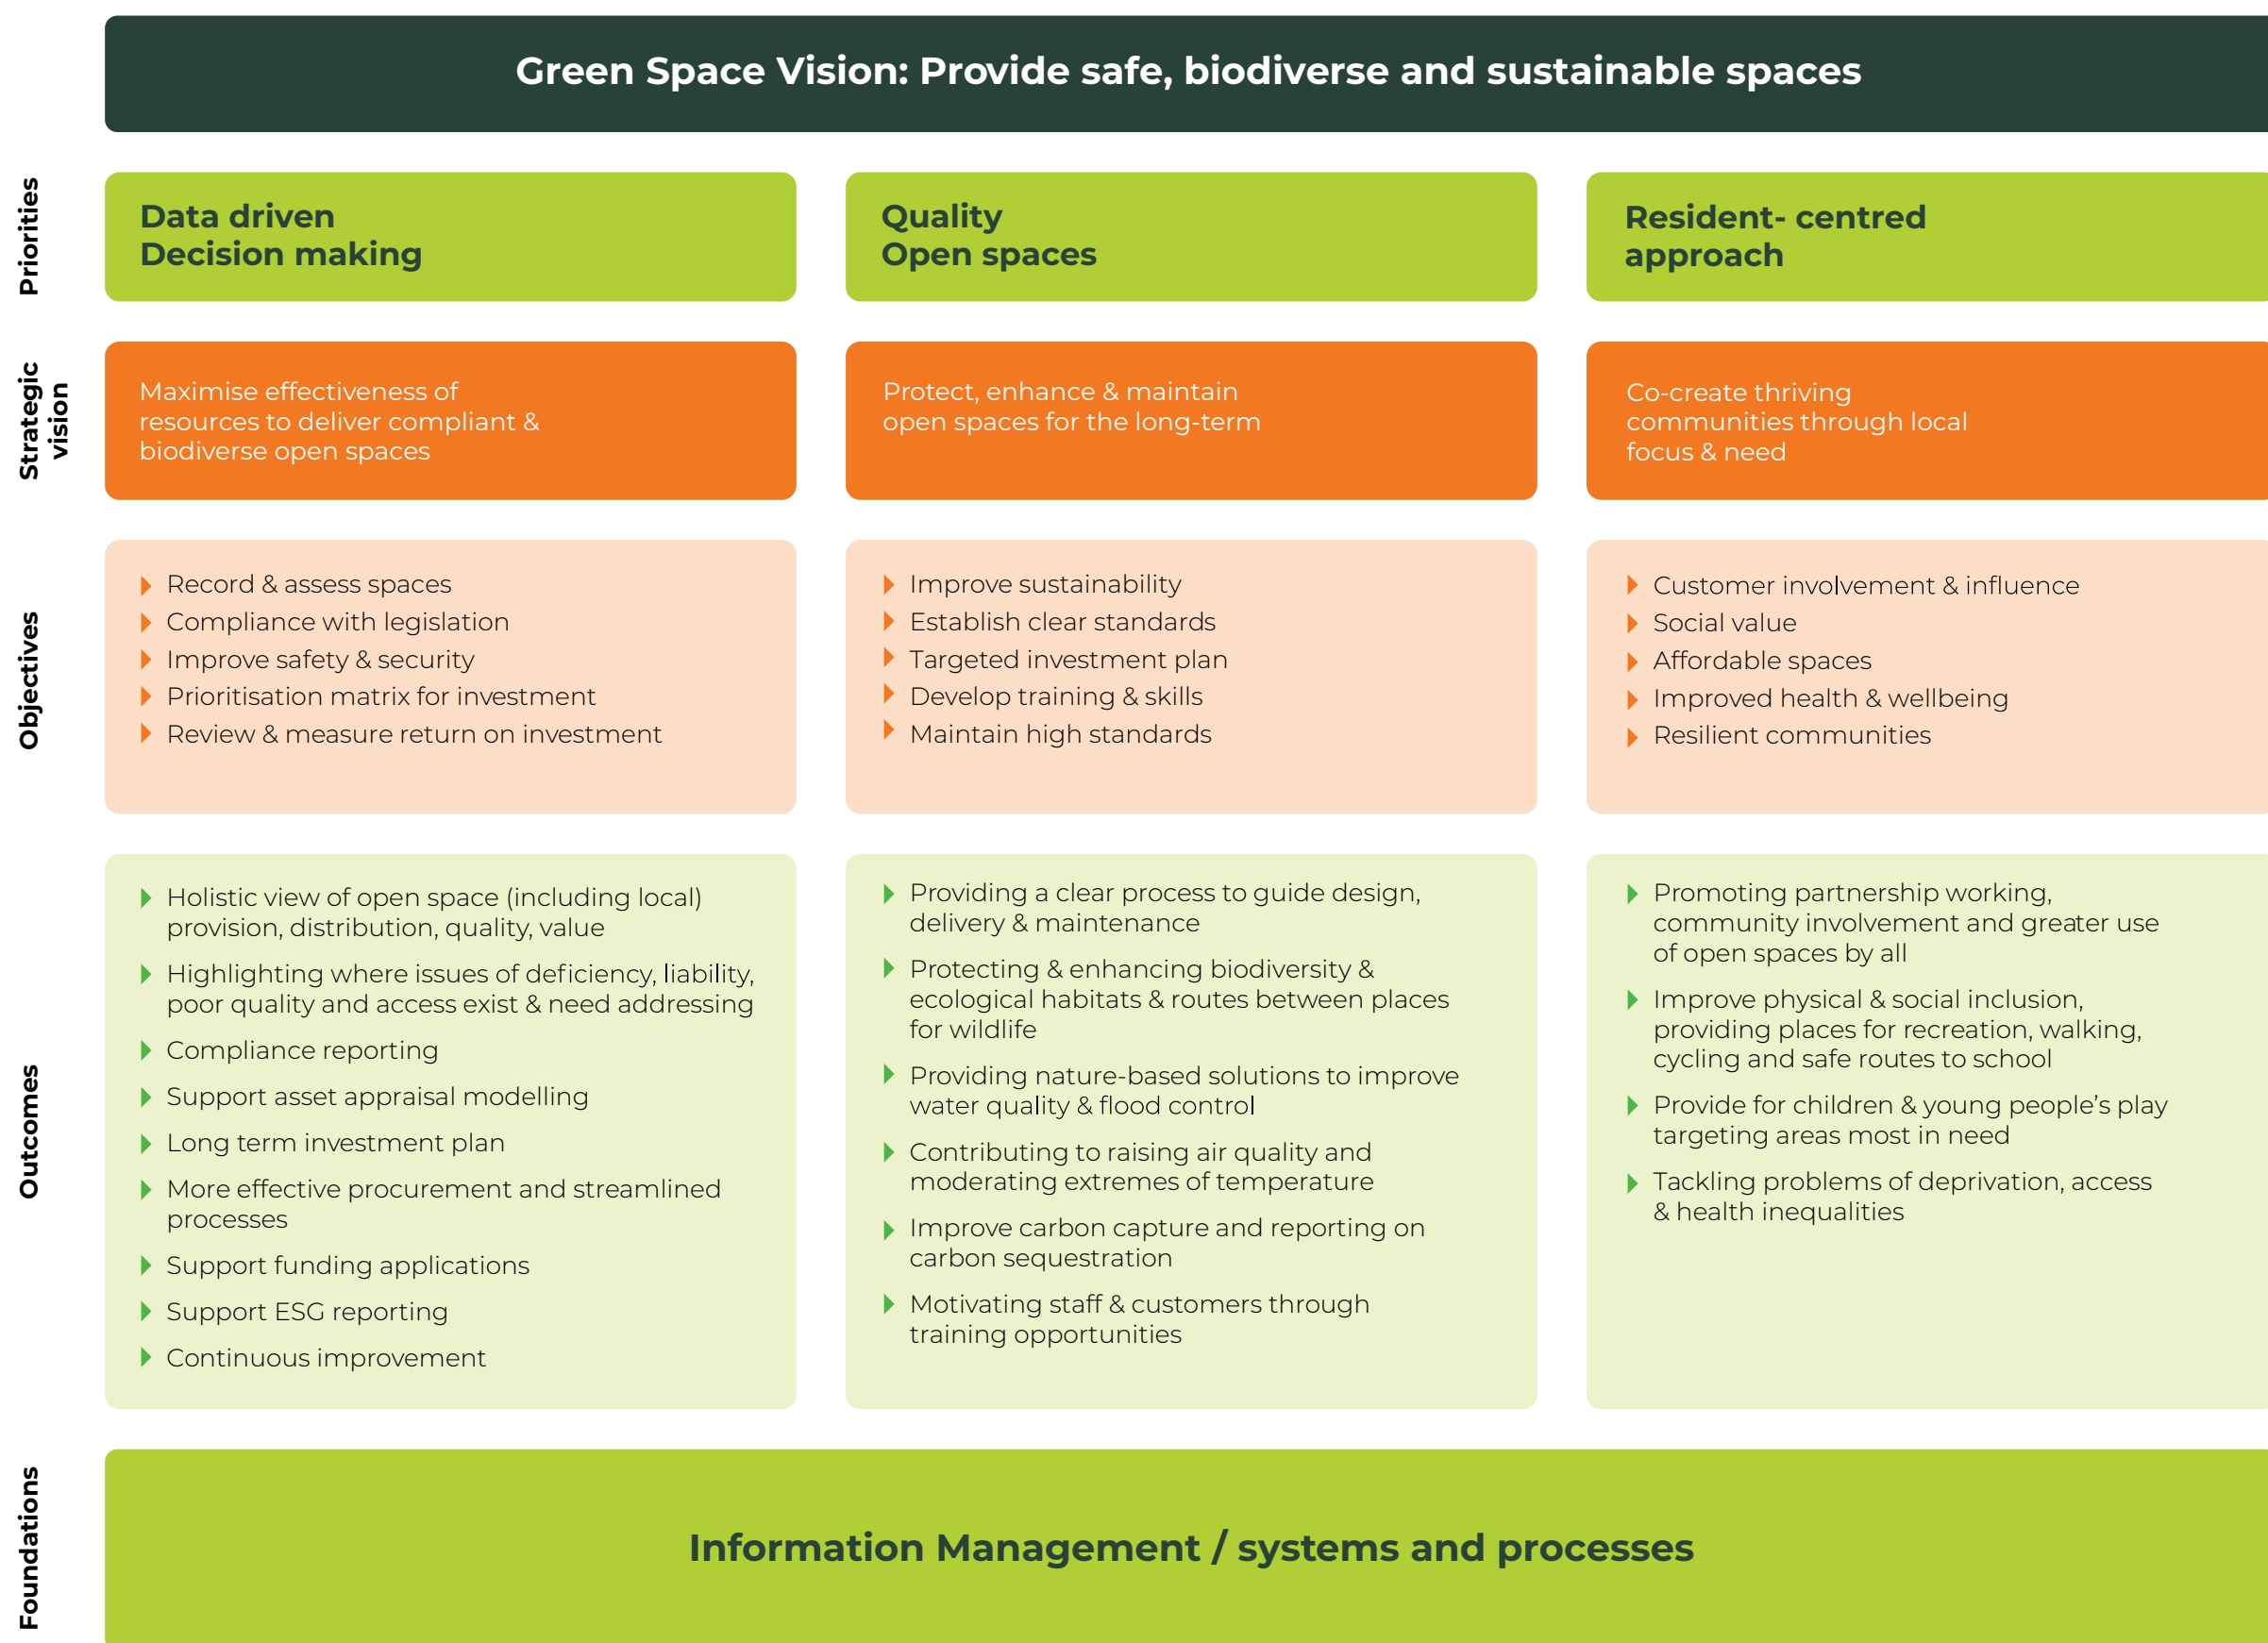 Green Space Vision: Provide safe, biodiverse and sustainable spaces
Priorities
Data driven
Decision making
Quality
Open spaces
Resident- centred
approach
Strategic
vision
Maximise effectiveness of
resources to deliver compliant &
biodiverse open spaces
Protect, enhance & maintain
open spaces for the long-term
Co-create thriving
communities through local
focus & need
Objectives
Record & assess spaces
Compliance with legislation
Improve safety & security
Prioritisation matrix for investment
Review & measure return on investment
Improve sustainability
Establish clear standards
Targeted investment plan
Develop training & skills
Maintain high standards
Customer involvement & influence
Social value
Affordable spaces
Improved health & wellbeing
Resilient communities
Outcomes
Holistic view of open space (including local)
provision, distribution, quality, value
Highlighting where issues of deficiency, liability,
poor quality and access exist & need addressing
Compliance reporting
Support asset appraisal modelling
Long term investment plan
More effective procurement and streamlined
processes
Support funding applications
Support ESG reporting
Continuous improvement
Providing a clear process to guide design,
delivery & maintenance
Protecting & enhancing biodiversity &
ecological habitats & routes between places
for wildlife
Providing nature-based solutions to improve
water quality & flood control
Contributing to raising air quality and
moderating extremes of temperature
Improve carbon capture and reporting on
carbon sequestration
Motivating staff & customers through
training opportunities
Promoting partnership working,
community involvement and greater use
of open spaces by all
Improve physical & social inclusion,
providing places for recreation, walking,
cycling and safe routes to school
Provide for children & young people’s play
targeting areas most in need
Tackling problems of deprivation, access
& health inequalities
Foundations
Information Management / systems and processes